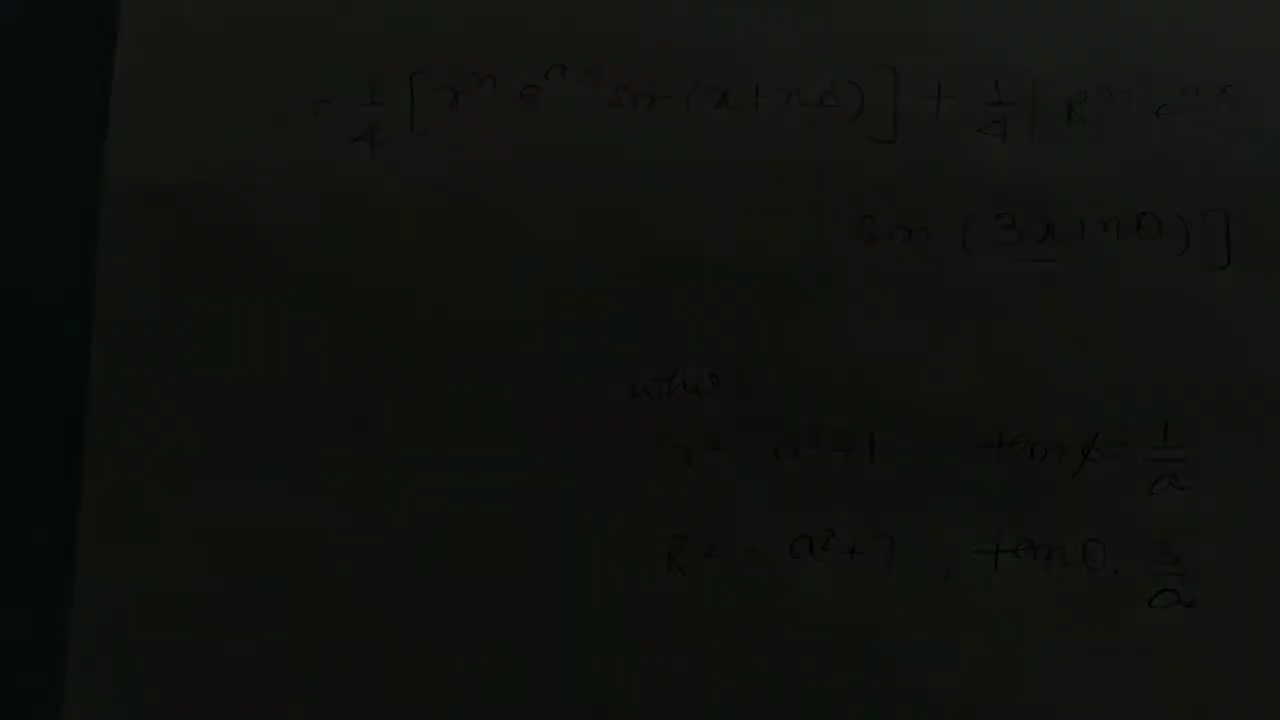 = 1/4 [r^n e^{ax} sin(x+nφ)] + 1/4 [R^n e^{ax}
sin (3x+nθ)]
where
r² = a²+1 tan φ = 1/a
R² = a²+9 , tan θ = 3/a